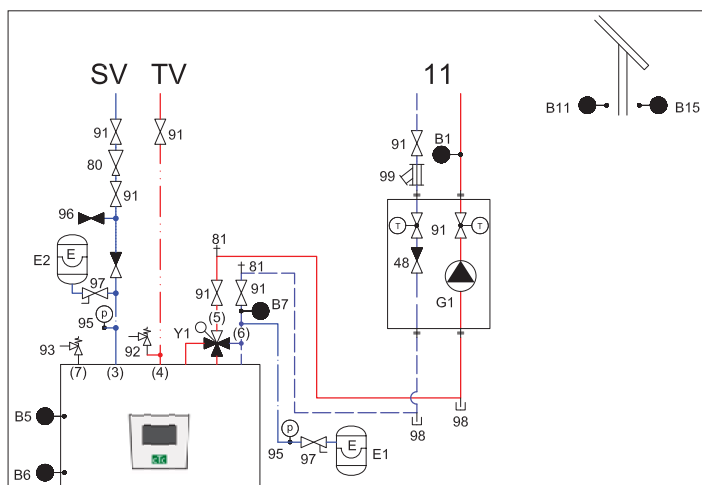 SV TV 11
B11 B15
91 91 91 B1
80
99
91
96
T 91 T
81
81
E2 E
48
97
91 91
G1
B7
95 P
(5)
Y1 (6)
93 92
(7) (3) (4)
B5
98 98
P
95 97 E E1
CTC
B6